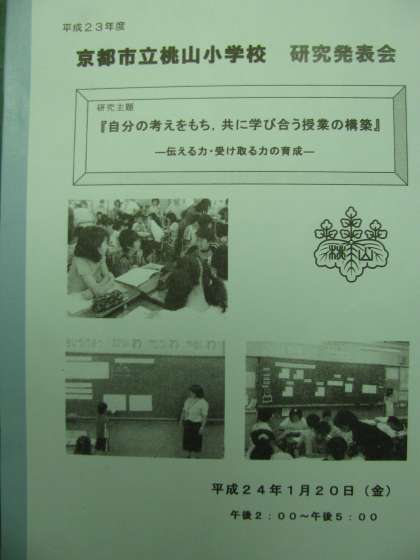 平成２３年度
京都市立桃山小学校　研究発表会
研究主題
『自分の考えをもち，共に学び合う授業の構築』
―伝える力・受け取る力の育成―
桃山
平成２４年１月２０日（金）
午後２：００～午後５：００